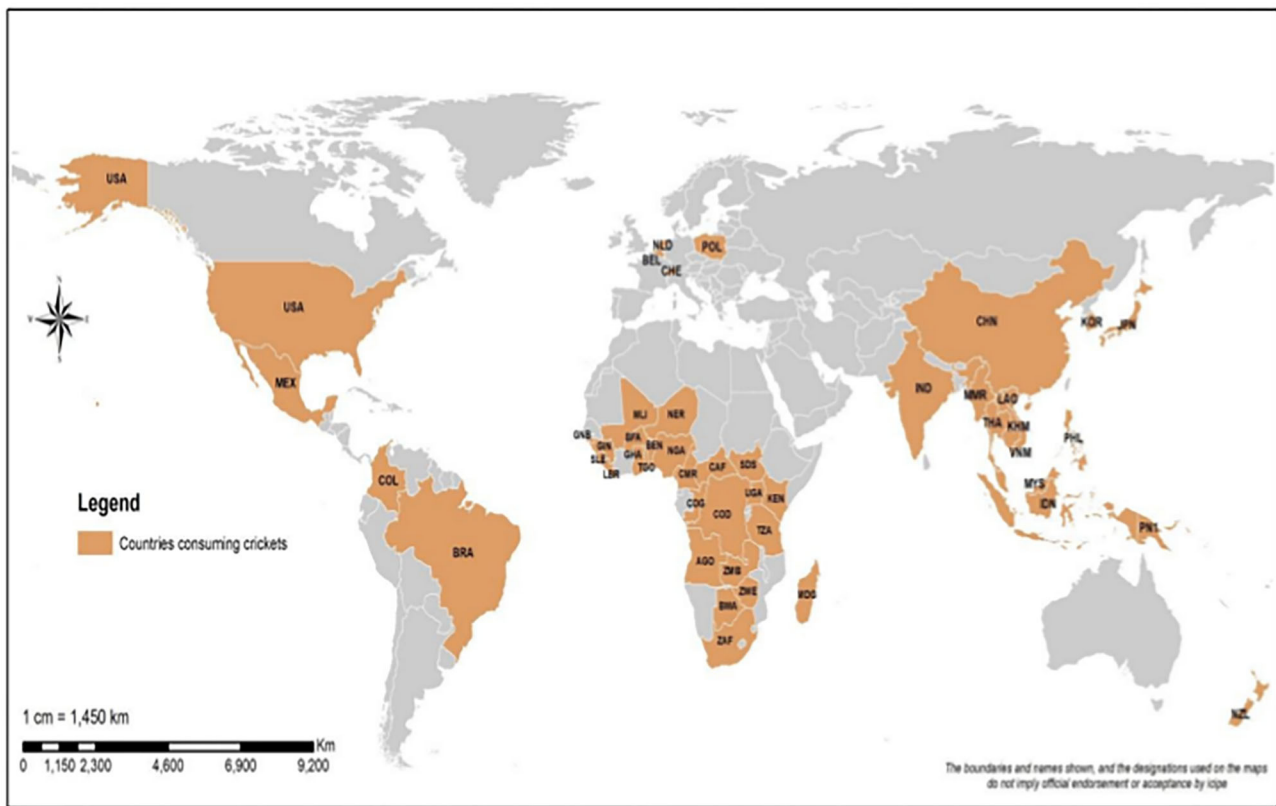 USA
NLD
POL
BEL
CHE
USA
CHN
KOR
JPN
MEX
IND
MMR
LAO
THA
KHM
VNM
PHL
MLI
NER
GNB
GIN
BFA
BEN
NGA
SLE
GHA
TGO
LBR
CMR
CAF
SDS
COL
UGA
KEN
COG
COD
TZA
MYS
IDN
PN1
BRA
AGO
ZMB
ZWE
MDG
BWA
ZAF
NZL
N
W
E
S
Legend
Countries consuming crickets
1 cm = 1,450 km
Km
0 1,150 2,300 4,600 6,900 9,200
The boundaries and names shown, and the designations used on the maps
do not imply official endorsement or acceptance by icipe